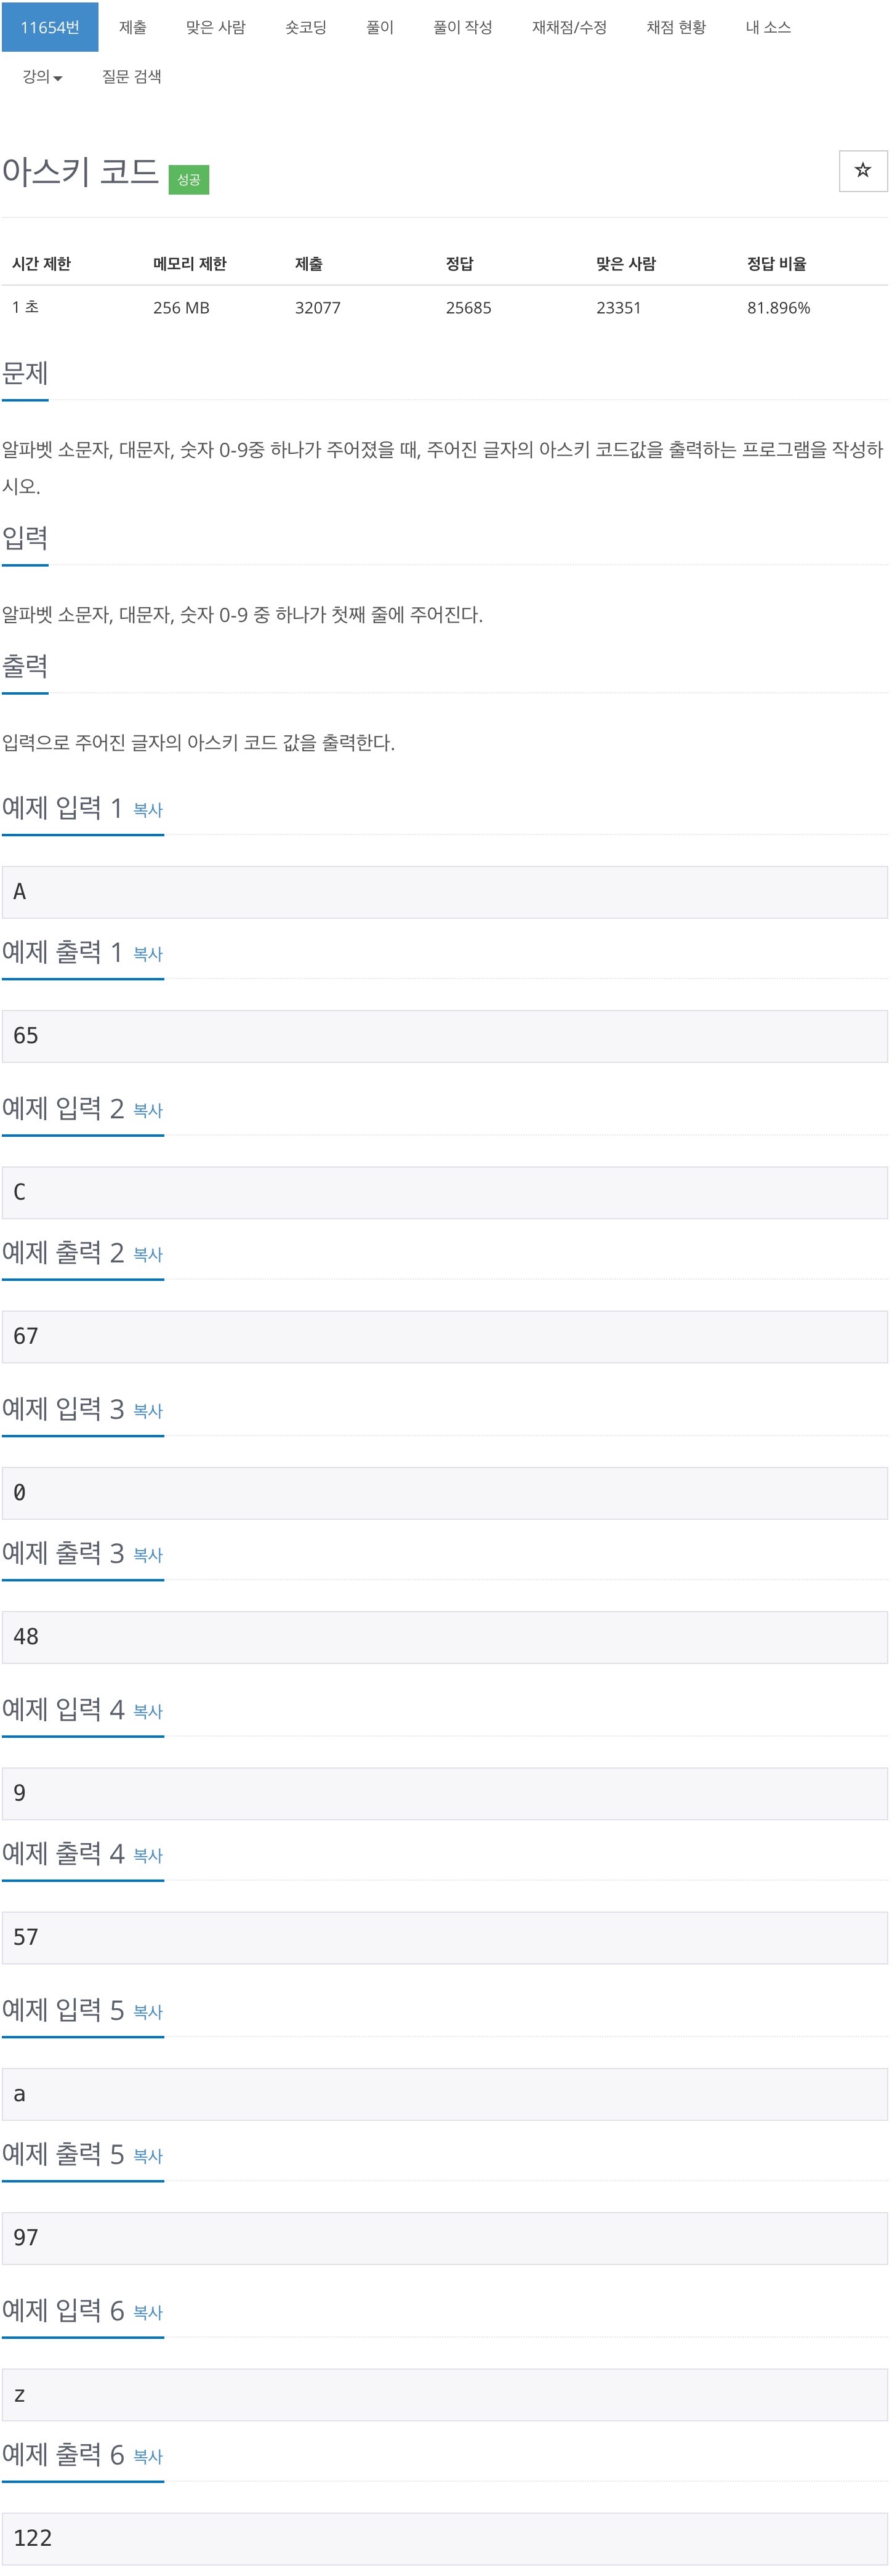 11654번 제출 맞은 사람 숏코딩 풀이 풀이 작성 재채점/수정 채점 현황 내 소스
강의 질문 검색
아스키 코드 성공
시간 제한 메모리 제한 제출 정답 맞은 사람 정답 비율
1 초 256 MB 32077 25685 23351 81.896%
문제
알파벳 소문자, 대문자, 숫자 0-9중 하나가 주어졌을 때, 주어진 글자의 아스키 코드값을 출력하는 프로그램을 작성하
시오.
입력
알파벳 소문자, 대문자, 숫자 0-9 중 하나가 첫째 줄에 주어진다.
출력
입력으로 주어진 글자의 아스키 코드 값을 출력한다.
예제 입력 1 복사
A
예제 출력 1 복사
65
예제 입력 2 복사
C
예제 출력 2 복사
67
예제 입력 3 복사
0
예제 출력 3 복사
48
예제 입력 4 복사
9
예제 출력 4 복사
57
예제 입력 5 복사
a
예제 출력 5 복사
97
예제 입력 6 복사
z
예제 출력 6 복사
122